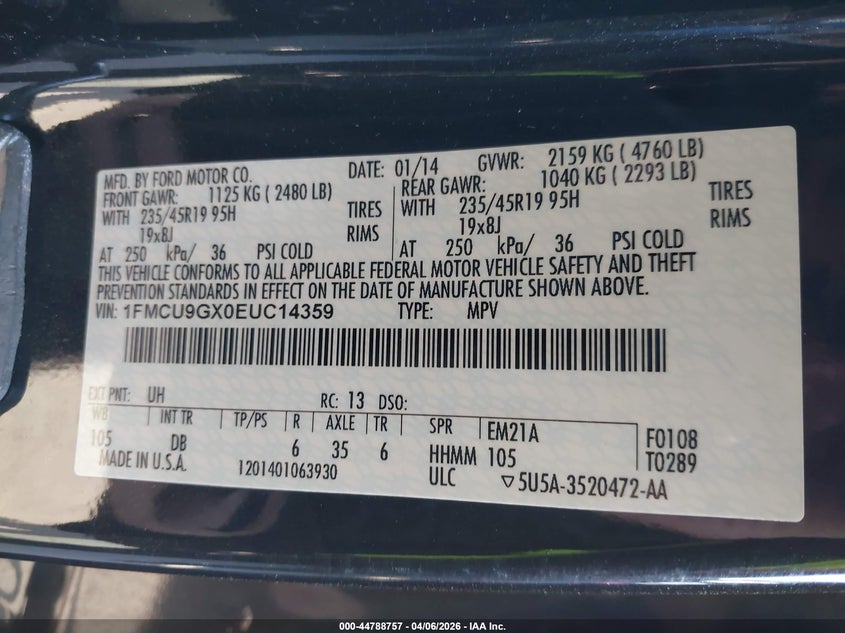 MFD. BY FORD MOTOR CO. DATE: 01/14 GVWR: 2159 KG ( 4760 LB)
FRONT GAWR: 1125 KG ( 2480 LB) REAR GAWR: 1040 KG ( 2293 LB)
WITH 235/45R19 95H TIRES WITH 235/45R19 95H TIRES
19x8J RIMS 19x8J RIMS
AT 250 kPa/ 36 PSI COLD AT 250 kPa/ 36 PSI COLD
THIS VEHICLE CONFORMS TO ALL APPLICABLE FEDERAL MOTOR VEHICLE SAFETY AND THEFT
PREVENTION STANDARDS IN EFFECT ON THE DATE OF MANUFACTURE SHOWN ABOVE.
VIN: 1FMCU9GX0EUC14359 TYPE: MPV
EXT PNT: UH RC: 13 DSO:
WB INT TR TP/PS R AXLE TR SPR EM21A F0108
105 DB 6 35 6 HHMM 105 T0289
MADE IN U.S.A. 1201401063930 ULC ▽5U5A-3520472-AA
000-44788757 - 04/06/2026 - IAA Inc.